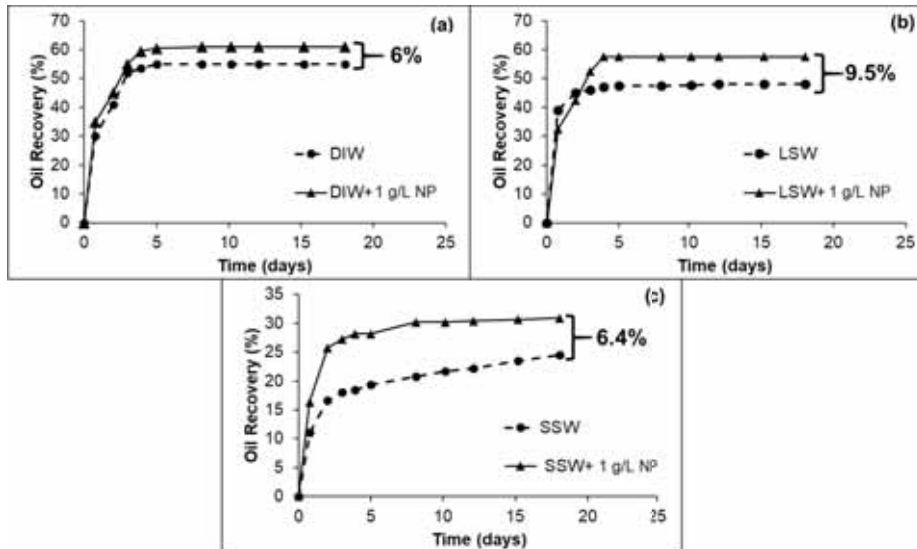 (a)
Oil Recovery (%)
70
60
50
40
30
20
10
0
6%
DIW
DIW+ 1 g/L NP
0 5 10 15 20 25
Time (days)
(b)
Oil Recovery (%)
70
60
50
40
30
20
10
0
9.5%
LSW
LSW+ 1 g/L NP
0 5 10 15 20 25
Time (days)
(c)
Oil Recovery (%)
35
30
25
20
15
10
5
0
6.4%
SSW
SSW+ 1 g/L NP
0 5 10 15 20 25
Time (days)